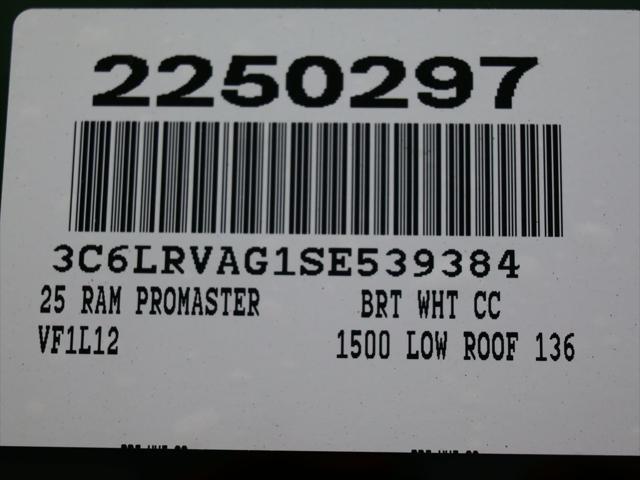 2250297
3C6LRVAG1SE539384
25 RAM PROMASTER BRT WHT CC
VF1L12 1500 LOW ROOF 136